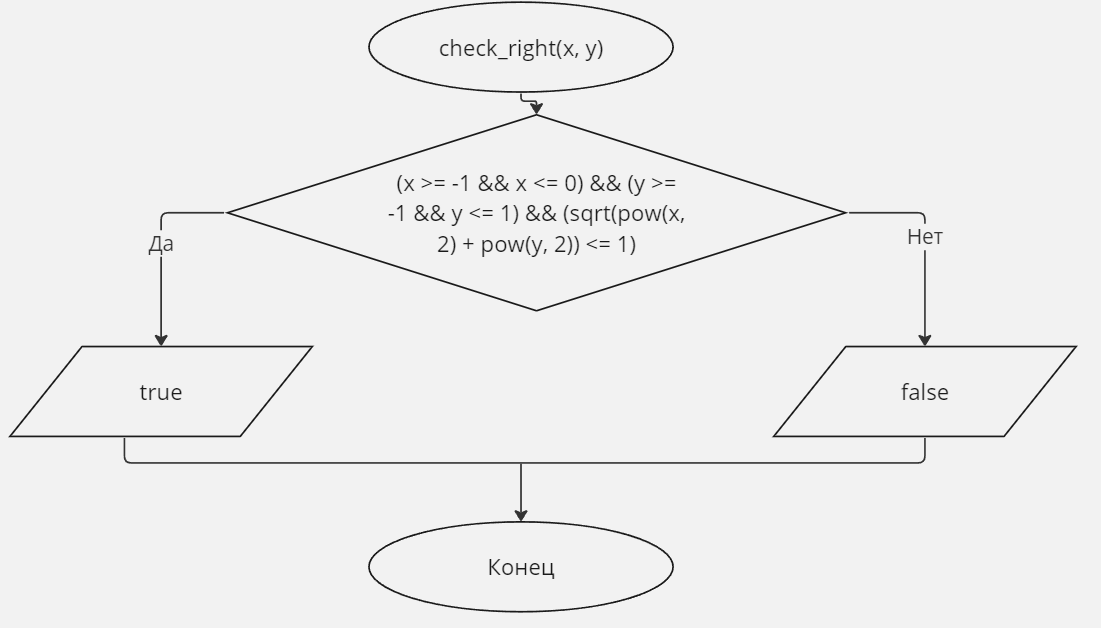 check_right(x, y)
(x >= -1 && x <= 0) && (y >=
-1 && y <= 1) && (sqrt(pow(x,
2) + pow(y, 2)) <= 1)
Да
Нет
true
false
Конец